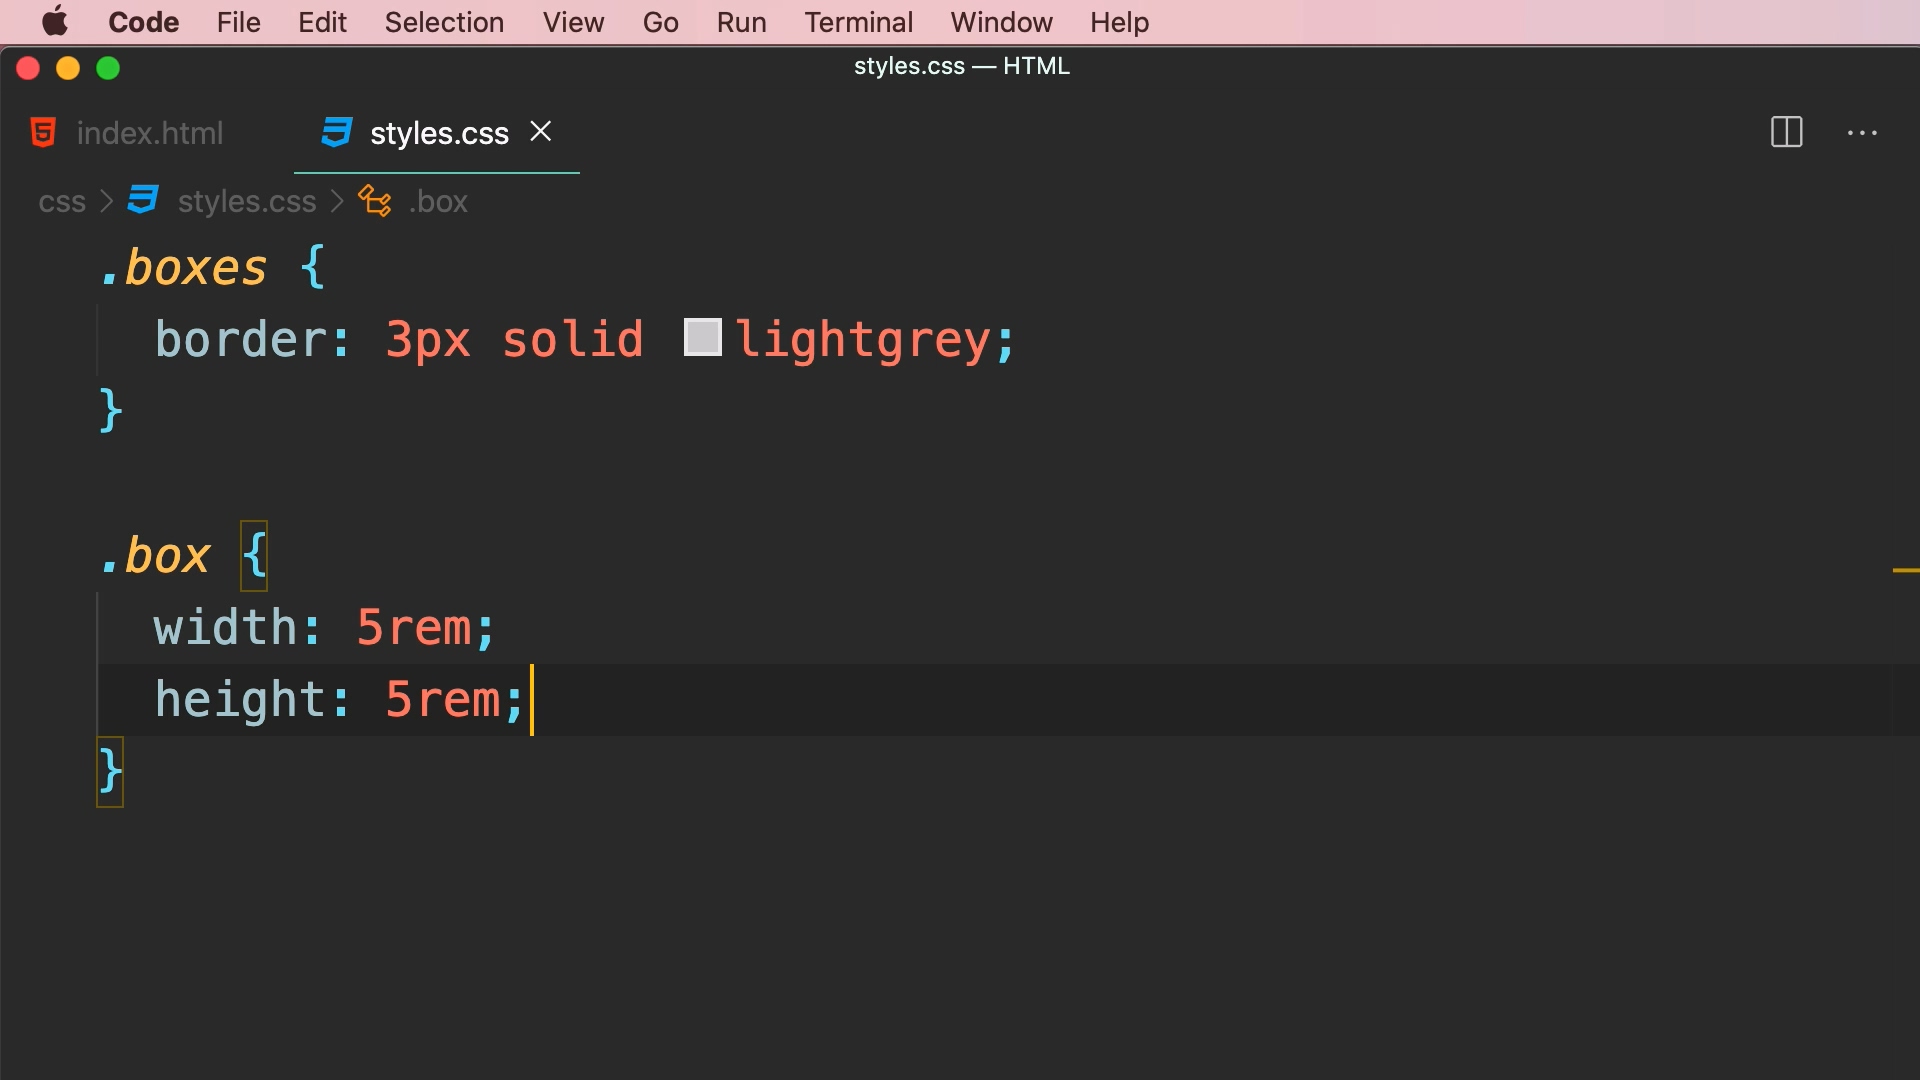 Code File Edit Selection View Go Run Terminal Window Help
styles.css — HTML
index.html styles.css
css > styles.css > .box
.boxes {
border: 3px solid lightgrey;
}
.box {
width: 5rem;
height: 5rem;
}